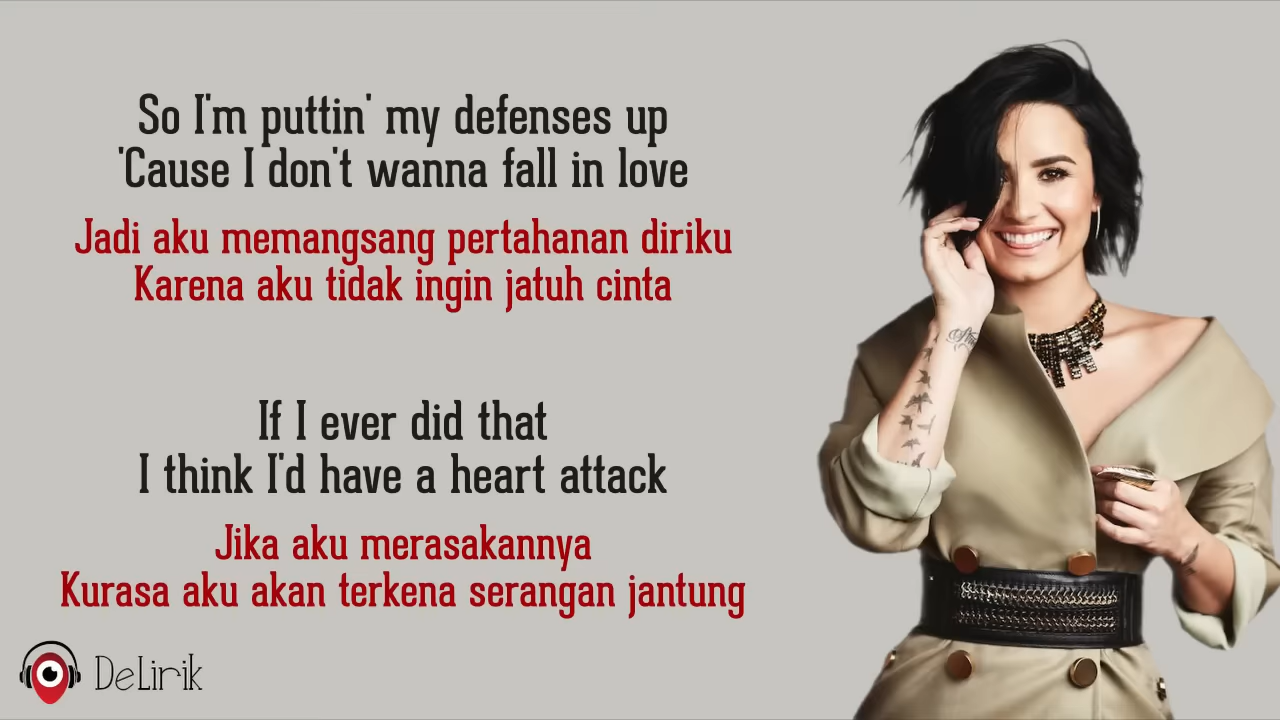 So I'm puttin' my defenses up
'Cause I don't wanna fall in love
Jadi aku memangsang pertahanan diriku
Karena aku tidak ingin jatuh cinta
If I ever did that
I think I'd have a heart attack
Jika aku merasakannya
Kurasa aku akan terkena serangan jantung
DeLirik